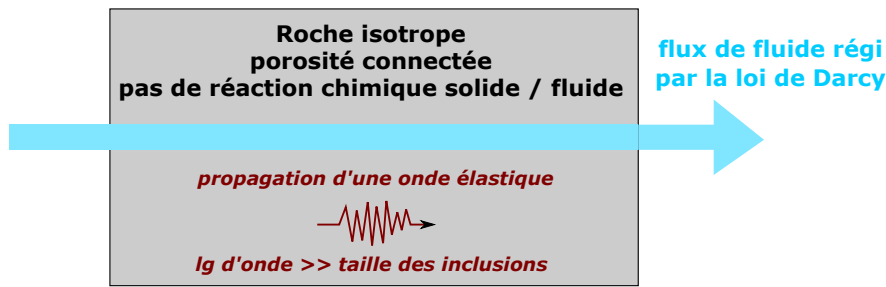 Roche isotrope
porosité connectée
pas de réaction chimique solide / fluide
flux de fluide régi
par la loi de Darcy
propagation d'une onde élastique
lg d'onde >> taille des inclusions